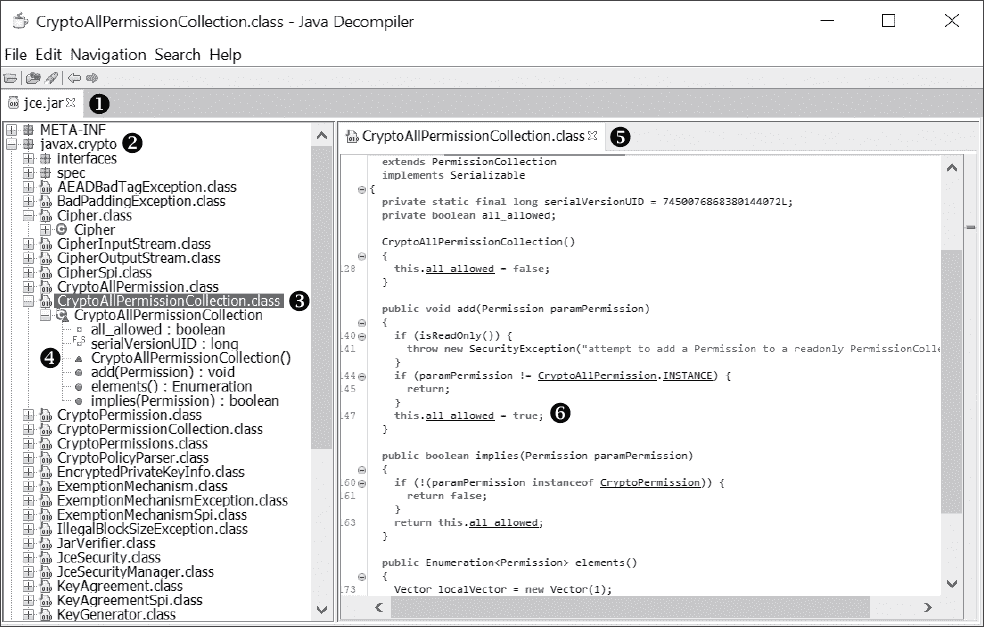 CryptoAllPermissionCollection.class - Java Decompiler
File Edit Navigation Search Help
jce.jar ❶
META-INF
javax.crypto ❷
interfaces
spec
AEADBadTagException.class
BadPaddingException.class
Cipher.class
Cipher
CipherInputStream.class
CipherOutputStream.class
CipherSpi.class
CryptoAllPermission.class
CryptoAllPermissionCollection.class ❸
CryptoAllPermissionCollection
all_allowed : boolean
serialVersionUID : long
❹ CryptoAllPermissionCollection()
add(Permission) : void
elements() : Enumeration
implies(Permission) : boolean
CryptoPermission.class
CryptoPermissionCollection.class
CryptoPermissions.class
CryptoPolicyParser.class
EncryptedPrivateKeyInfo.class
ExemptionMechanism.class
ExemptionMechanismException.class
ExemptionMechanismSpi.class
IllegalBlockSizeException.class
JarVerifier.class
JceSecurity.class
JceSecurityManager.class
KeyAgreement.class
KeyAgreementSpi.class
KeyGenerator.class
CryptoAllPermissionCollection.class ❺
extends PermissionCollection
implements Serializable
{
private static final long serialVersionUID = 7450076868380144072L;
private boolean all_allowed;
CryptoAllPermissionCollection()
{
128 this.all_allowed = false;
}
public void add(Permission paramPermission)
{
140 if (isReadOnly()) {
141 throw new SecurityException("attempt to add a Permission to a readonly PermissionColle
}
144 if (paramPermission != CryptoAllPermission.INSTANCE) {
145 return;
}
147 this.all_allowed = true; ❻
}
public boolean implies(Permission paramPermission)
{
160 if (!(paramPermission instanceof CryptoPermission)) {
161 return false;
}
163 return this.all_allowed;
}
public Enumeration<Permission> elements()
{
173 Vector localVector = new Vector(1);